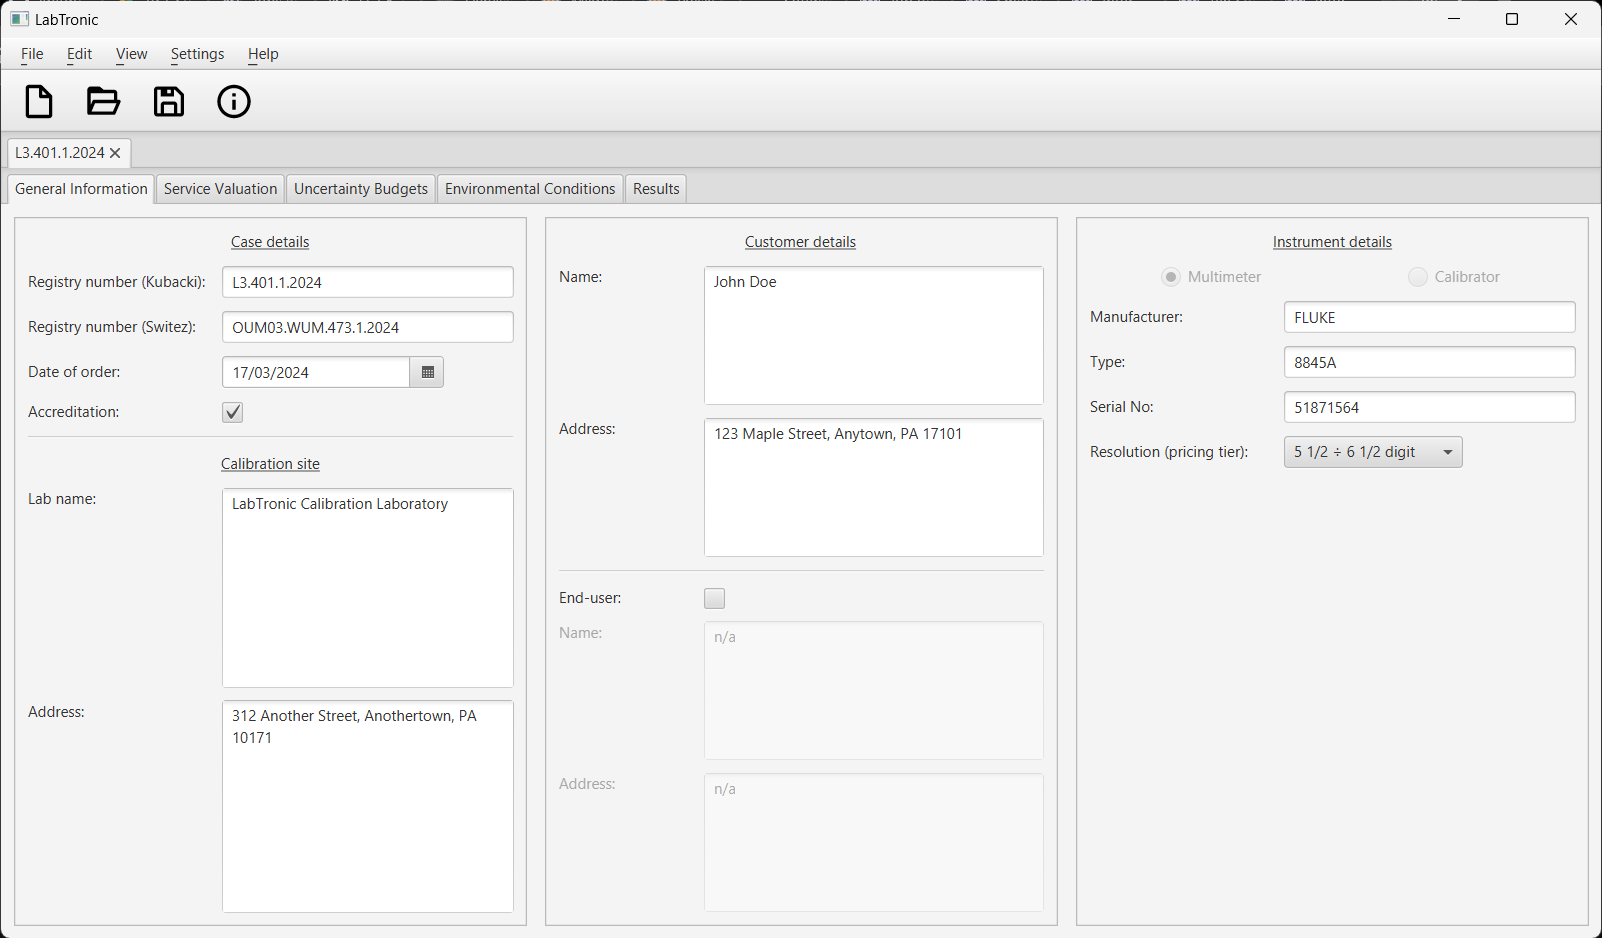 LabTronic
File Edit View Settings Help
L3.401.1.2024
General Information Service Valuation Uncertainty Budgets Environmental Conditions Results
Case details
Registry number (Kubacki): L3.401.1.2024
Registry number (Switez): OUM03.WUM.473.1.2024
Date of order: 17/03/2024
Accreditation:
Calibration site
Lab name: LabTronic Calibration Laboratory
Address: 312 Another Street, Anothertown, PA
10171
Customer details
Name: John Doe
Address: 123 Maple Street, Anytown, PA 17101
End-user:
Name: n/a
Address: n/a
Instrument details
Multimeter Calibrator
Manufacturer: FLUKE
Type: 8845A
Serial No: 51871564
Resolution (pricing tier): 5 1/2 ÷ 6 1/2 digit